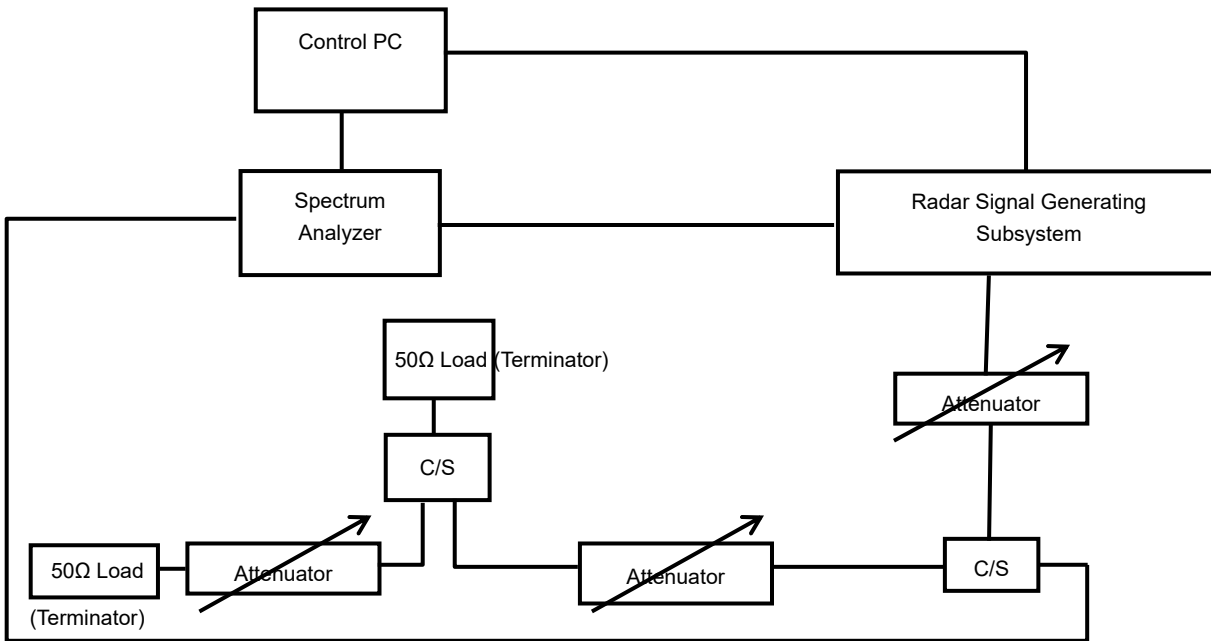 Control PC
Spectrum
Analyzer
Radar Signal Generating
Subsystem
50Ω Load (Terminator)
Attenuator
C/S
50Ω Load
(Terminator)
Attenuator
Attenuator
C/S